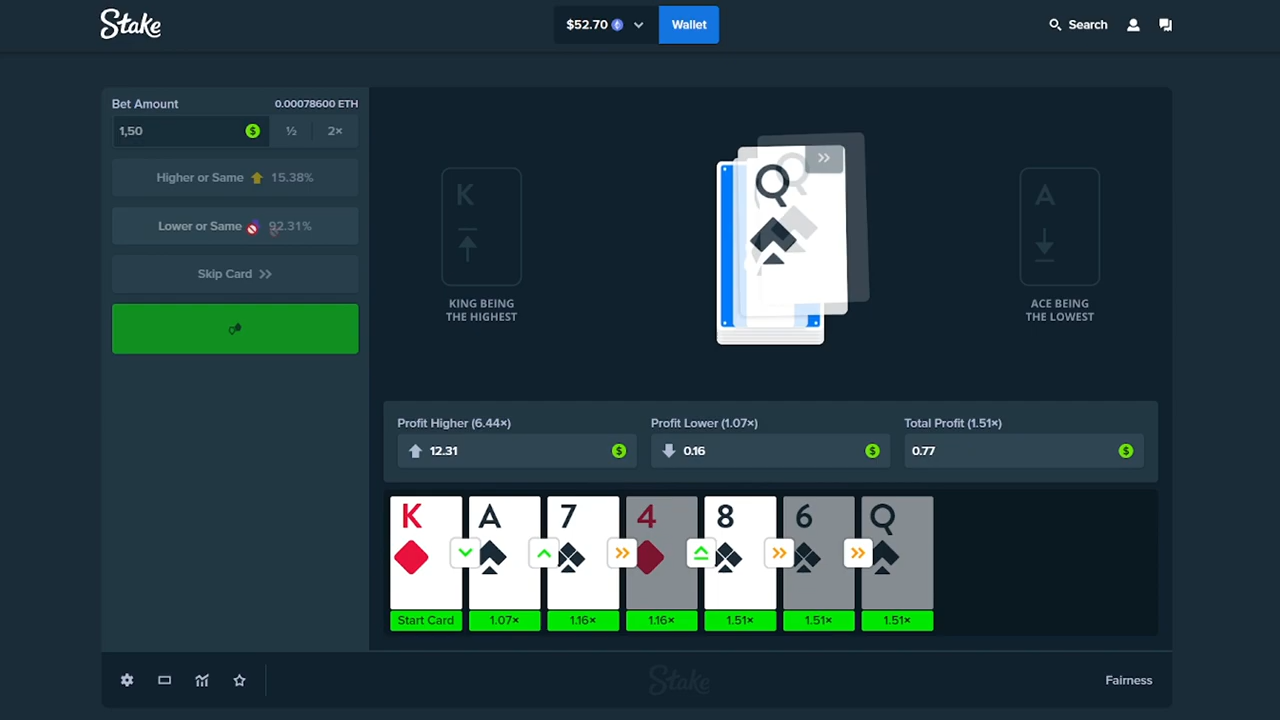 Stake
$52.70
Wallet
Search
Bet Amount
0.00078600 ETH
1,50
$
½
2×
Higher or Same 15.38%
Lower or Same 92.31%
Skip Card
K
KING BEING
THE HIGHEST
Q
Q
A
ACE BEING
THE LOWEST
Profit Higher (6.44×)
12.31
$
Profit Lower (1.07×)
0.16
$
Total Profit (1.51×)
0.77
$
K
A
7
4
8
6
Q
Start Card
1.07×
1.16×
1.16×
1.51×
1.51×
1.51×
Stake
Fairness